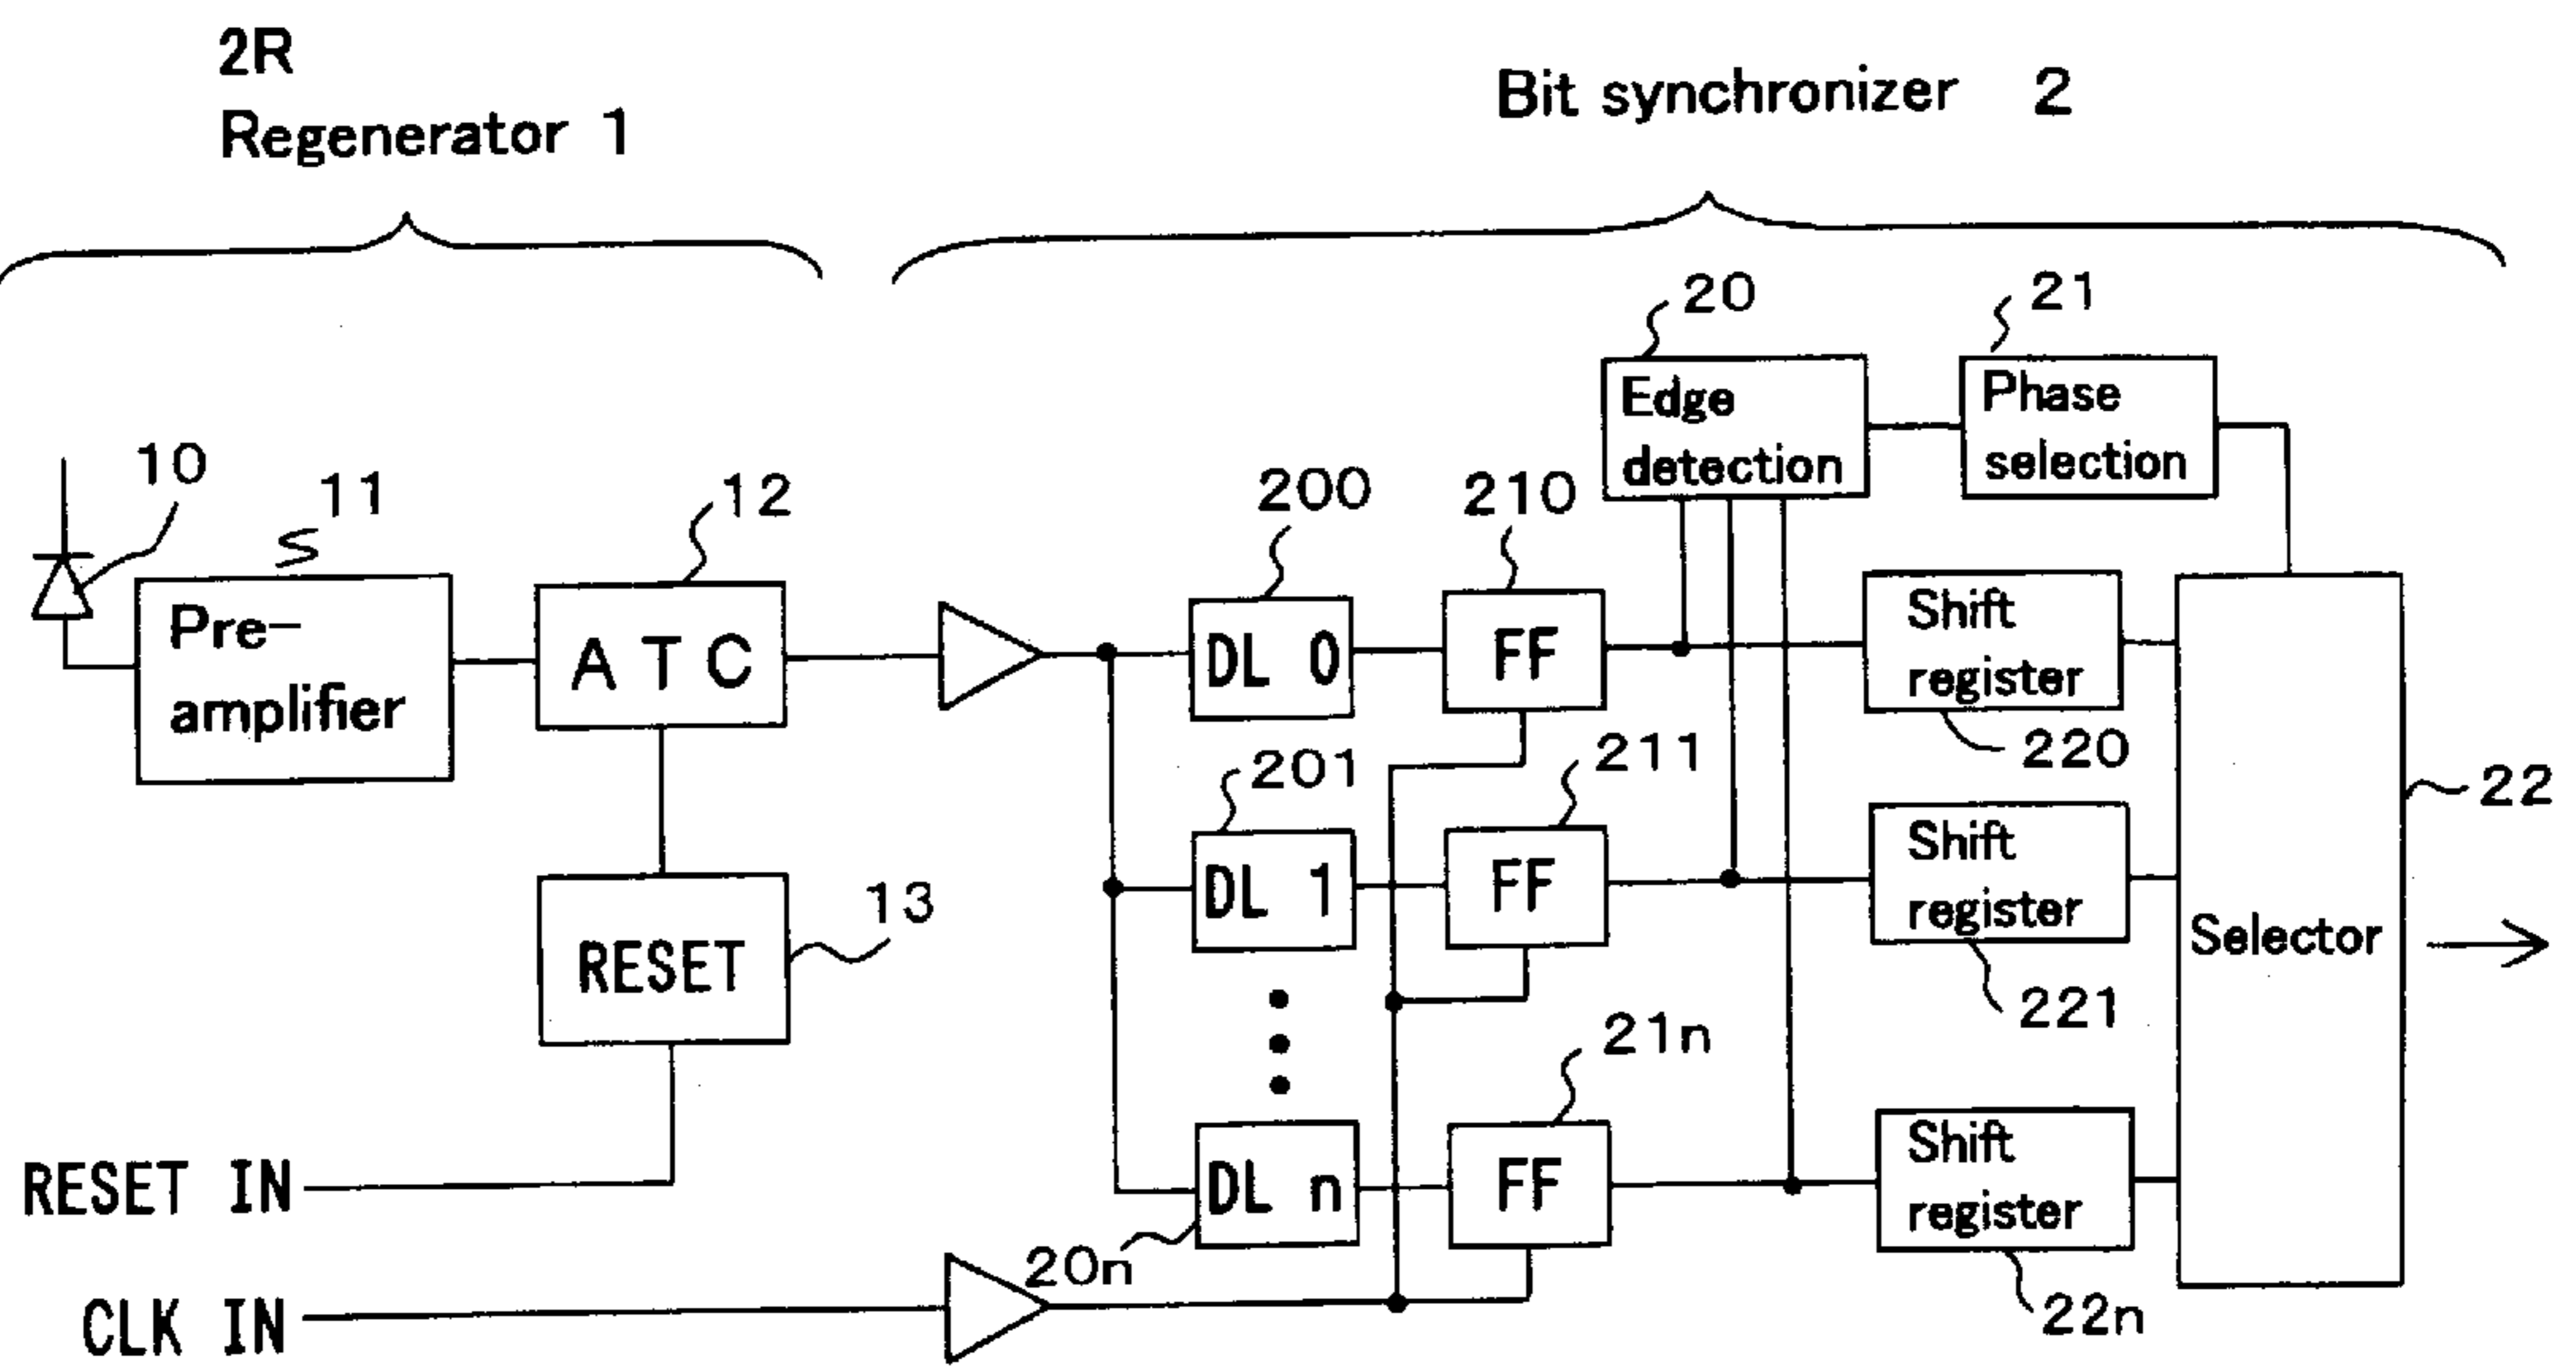 2R
Regenerator 1
Bit synchronizer 2
20
21
Edge
detection
Phase
selection
10
11
12
200
210
Pre-
amplifier
ATC
DL 0
FF
Shift
register
220
201
211
22
13
RESET
DL 1
FF
Shift
register
221
Selector
21n
DL n
FF
Shift
register
20n
22n
RESET IN
CLK IN